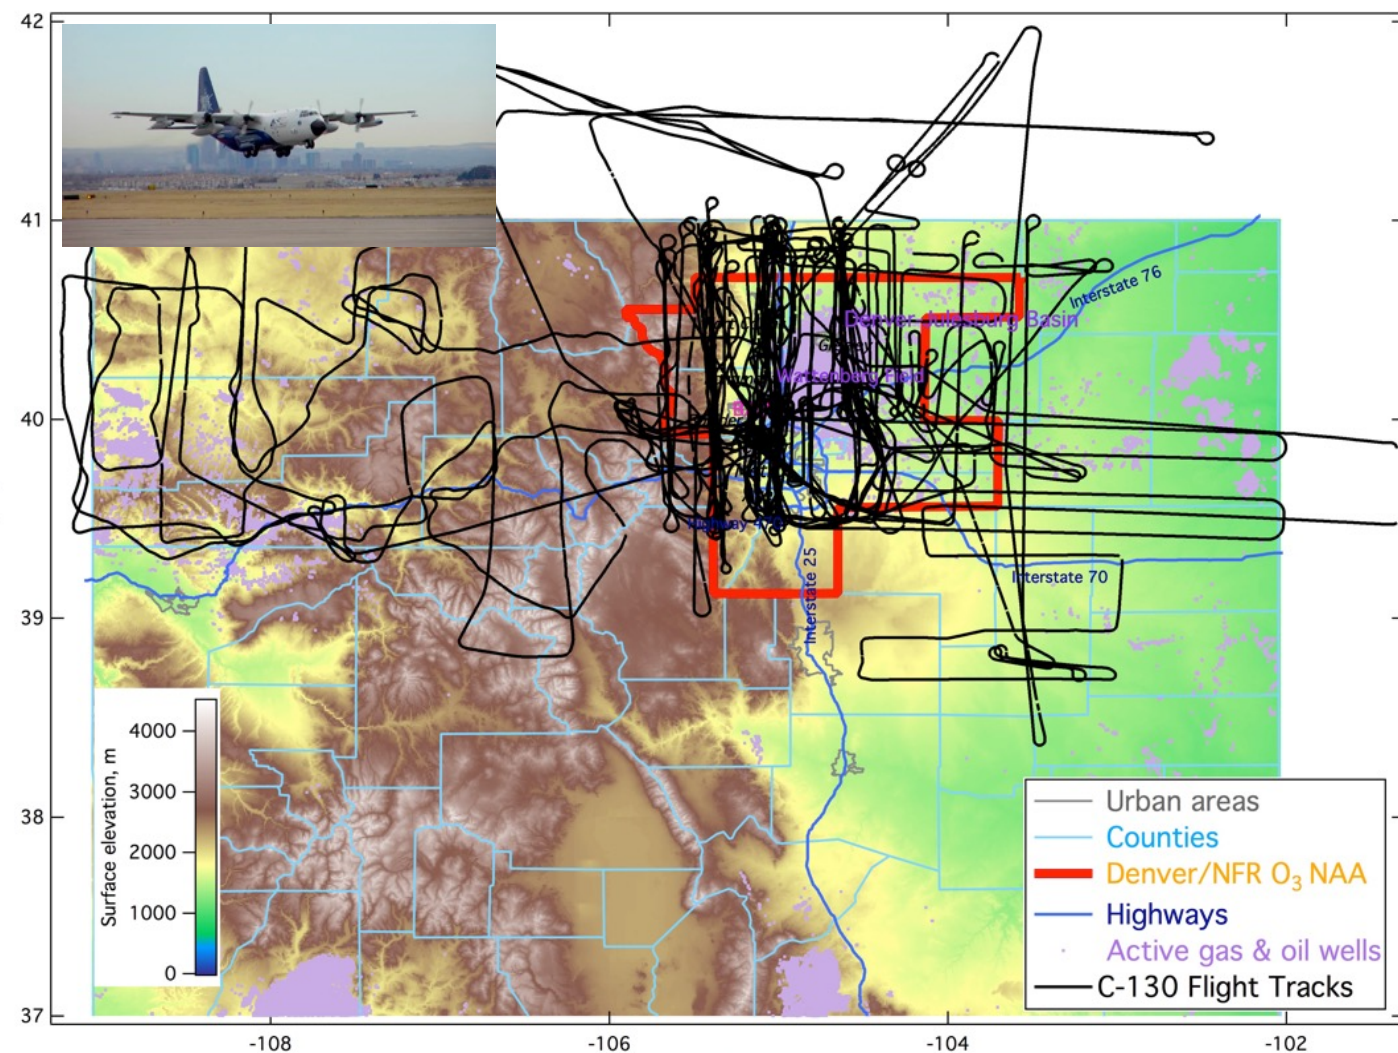 42
41
40
39
38
37
-108
-106
-104
-102
Interstate 76
Denver Julesburg Basin
Wattenberg Field
Interstate 70
Interstate 25
Surface elevation, m
4000
3000
2000
1000
0
Urban areas
Counties
Denver/NFR O3 NAA
Highways
Active gas & oil wells
C-130 Flight Tracks